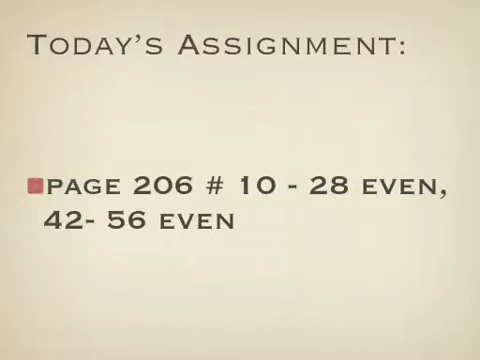 Today's Assignment:
page 206 # 10 - 28 even,
42- 56 even